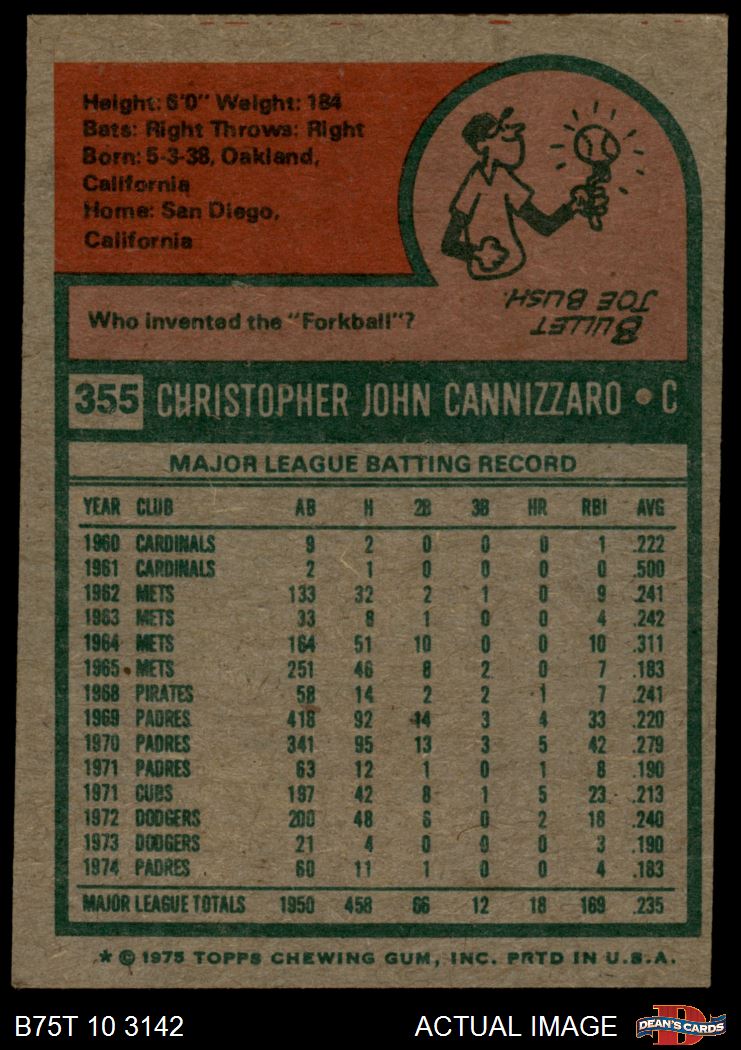 Height: 6'0" Weight: 184
Bats: Right Throws: Right
Born: 5-3-38, Oakland,
California
Home: San Diego,
California
Who invented the "Forkball"?
BULLET
JOE BUSH.
355 CHRISTOPHER JOHN CANNIZZARO • C
MAJOR LEAGUE BATTING RECORD
YEAR CLUB AB H 2B 3B HR RBI AVG
1960 CARDINALS 9 2 0 0 0 1 .222
1961 CARDINALS 2 1 0 0 0 0 .500
1962 METS 133 32 2 1 0 9 .241
1963 METS 33 8 1 0 0 4 .242
1964 METS 164 51 10 0 0 10 .311
1965 METS 251 46 8 2 0 7 .183
1968 PIRATES 58 14 2 2 1 7 .241
1969 PADRES 418 92 14 3 4 33 .220
1970 PADRES 341 95 13 3 5 42 .279
1971 PADRES 63 12 1 0 1 8 .190
1971 CUBS 197 42 8 1 5 23 .213
1972 DODGERS 200 48 6 0 2 18 .240
1973 DODGERS 21 4 0 0 0 3 .190
1974 PADRES 60 11 1 0 0 4 .183
MAJOR LEAGUE TOTALS 1950 458 66 12 18 169 .235
* © 1975 TOPPS CHEWING GUM, INC. PRTD IN U.S.A.
B75T 10 3142 ACTUAL IMAGE D DEAN'S CARDS